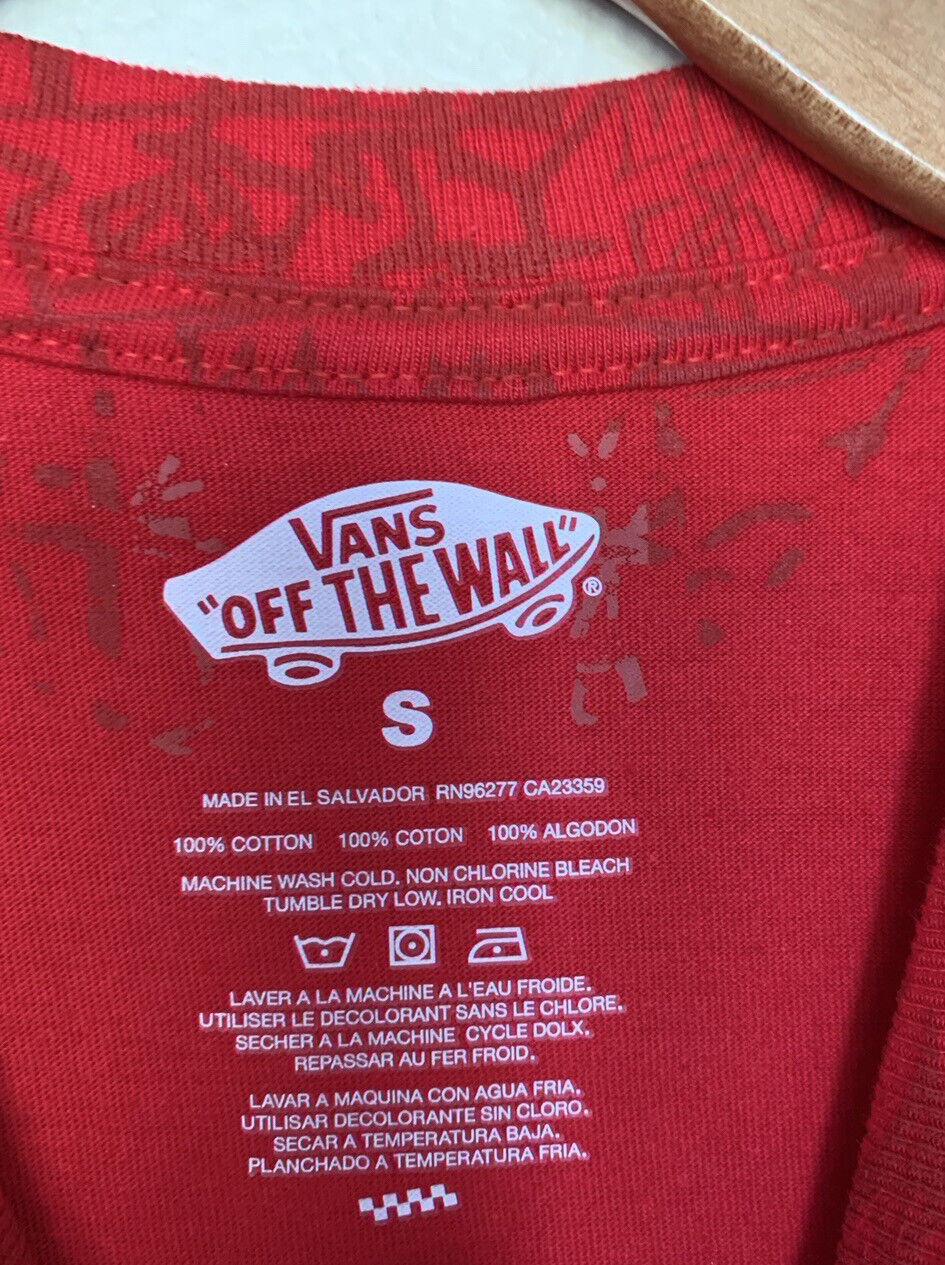 VANS
"OFF THE WALL"
®
S
MADE IN EL SALVADOR RN96277 CA23359
100% COTTON 100% COTON 100% ALGODON
MACHINE WASH COLD. NON CHLORINE BLEACH
TUMBLE DRY LOW. IRON COOL
LAVER A LA MACHINE A L'EAU FROIDE.
UTILISER LE DECOLORANT SANS LE CHLORE.
SECHER A LA MACHINE CYCLE DOLX.
REPASSAR AU FER FROID.
LAVAR A MAQUINA CON AGUA FRIA.
UTILISAR DECOLORANTE SIN CLORO.
SECAR A TEMPERATURA BAJA.
PLANCHADO A TEMPERATURA FRIA.